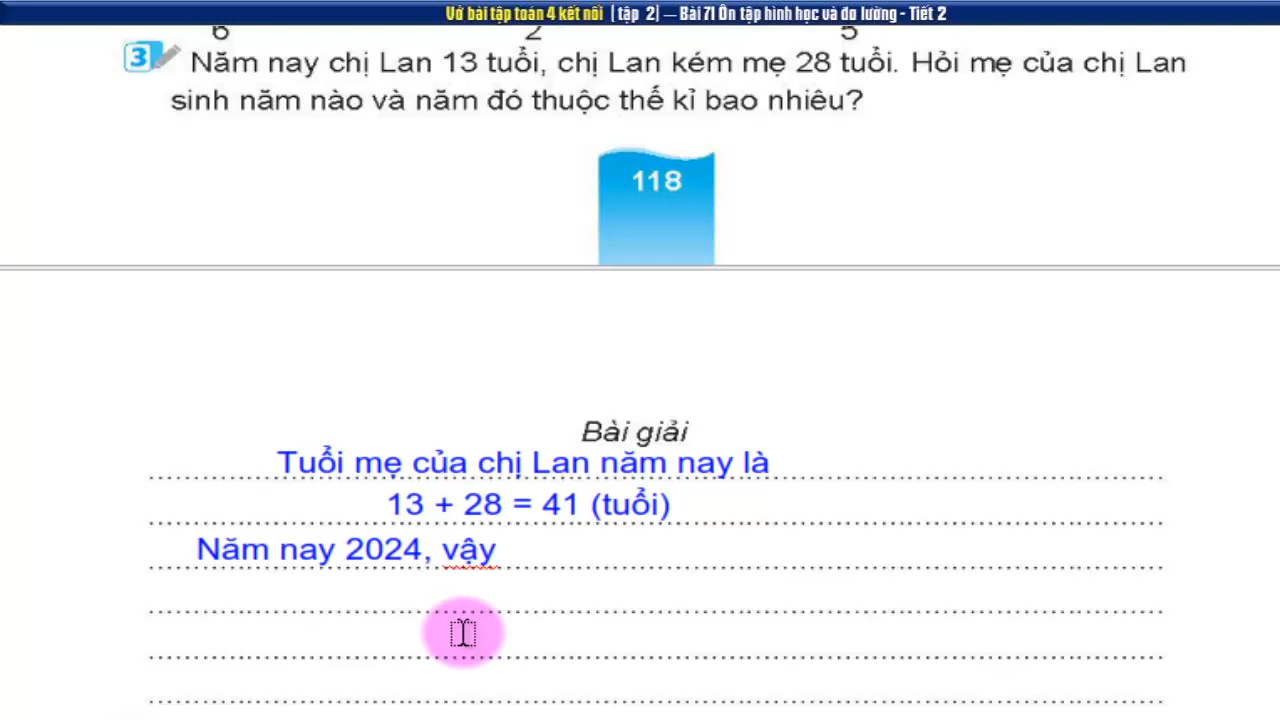 Vở bài tập toán 4 kết nối (tập 2) — Bài 71 Ôn tập hình học và đo lường - Tiết 2
6 2 5
3 Năm nay chị Lan 13 tuổi, chị Lan kém mẹ 28 tuổi. Hỏi mẹ của chị Lan
sinh năm nào và năm đó thuộc thế kỉ bao nhiêu?
118
Bài giải
Tuổi mẹ của chị Lan năm nay là
13 + 28 = 41 (tuổi)
Năm nay 2024, vậy